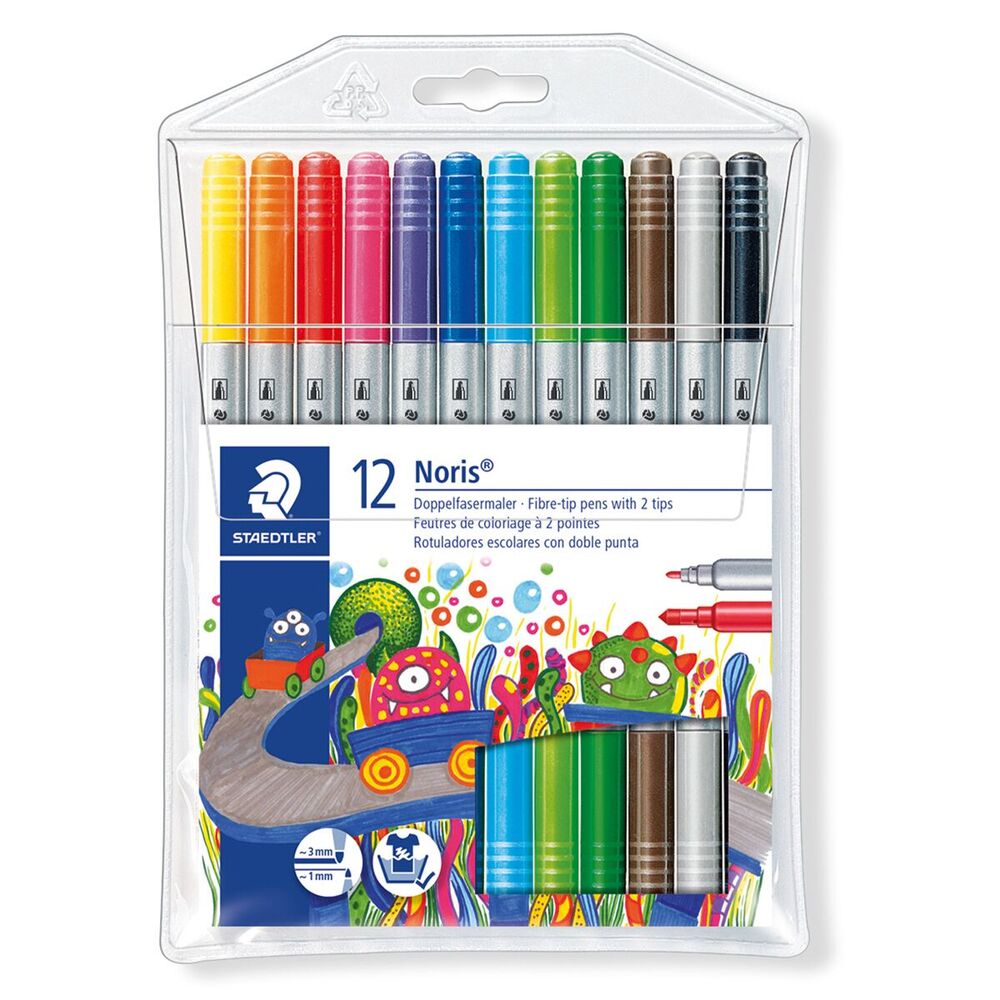 PP
12
Noris®
Doppelfasermaler · Fibre-tip pens with 2 tips
Feutres de coloriage à 2 pointes
Rotuladores escolares con doble punta
STAEDTLER®
~3mm
~1mm